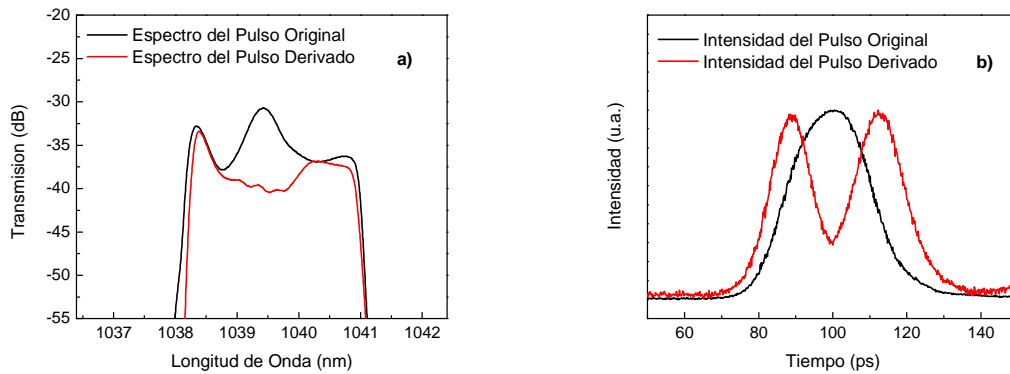 -20
-25
-30
-35
-40
-45
-50
-55
Transmision (dB)
Espectro del Pulso Original
Espectro del Pulso Derivado
a)
1037 1038 1039 1040 1041 1042
Longitud de Onda (nm)
Intensidad (u.a.)
Intensidad del Pulso Original
Intensidad del Pulso Derivado
b)
60 80 100 120 140
Tiempo (ps)